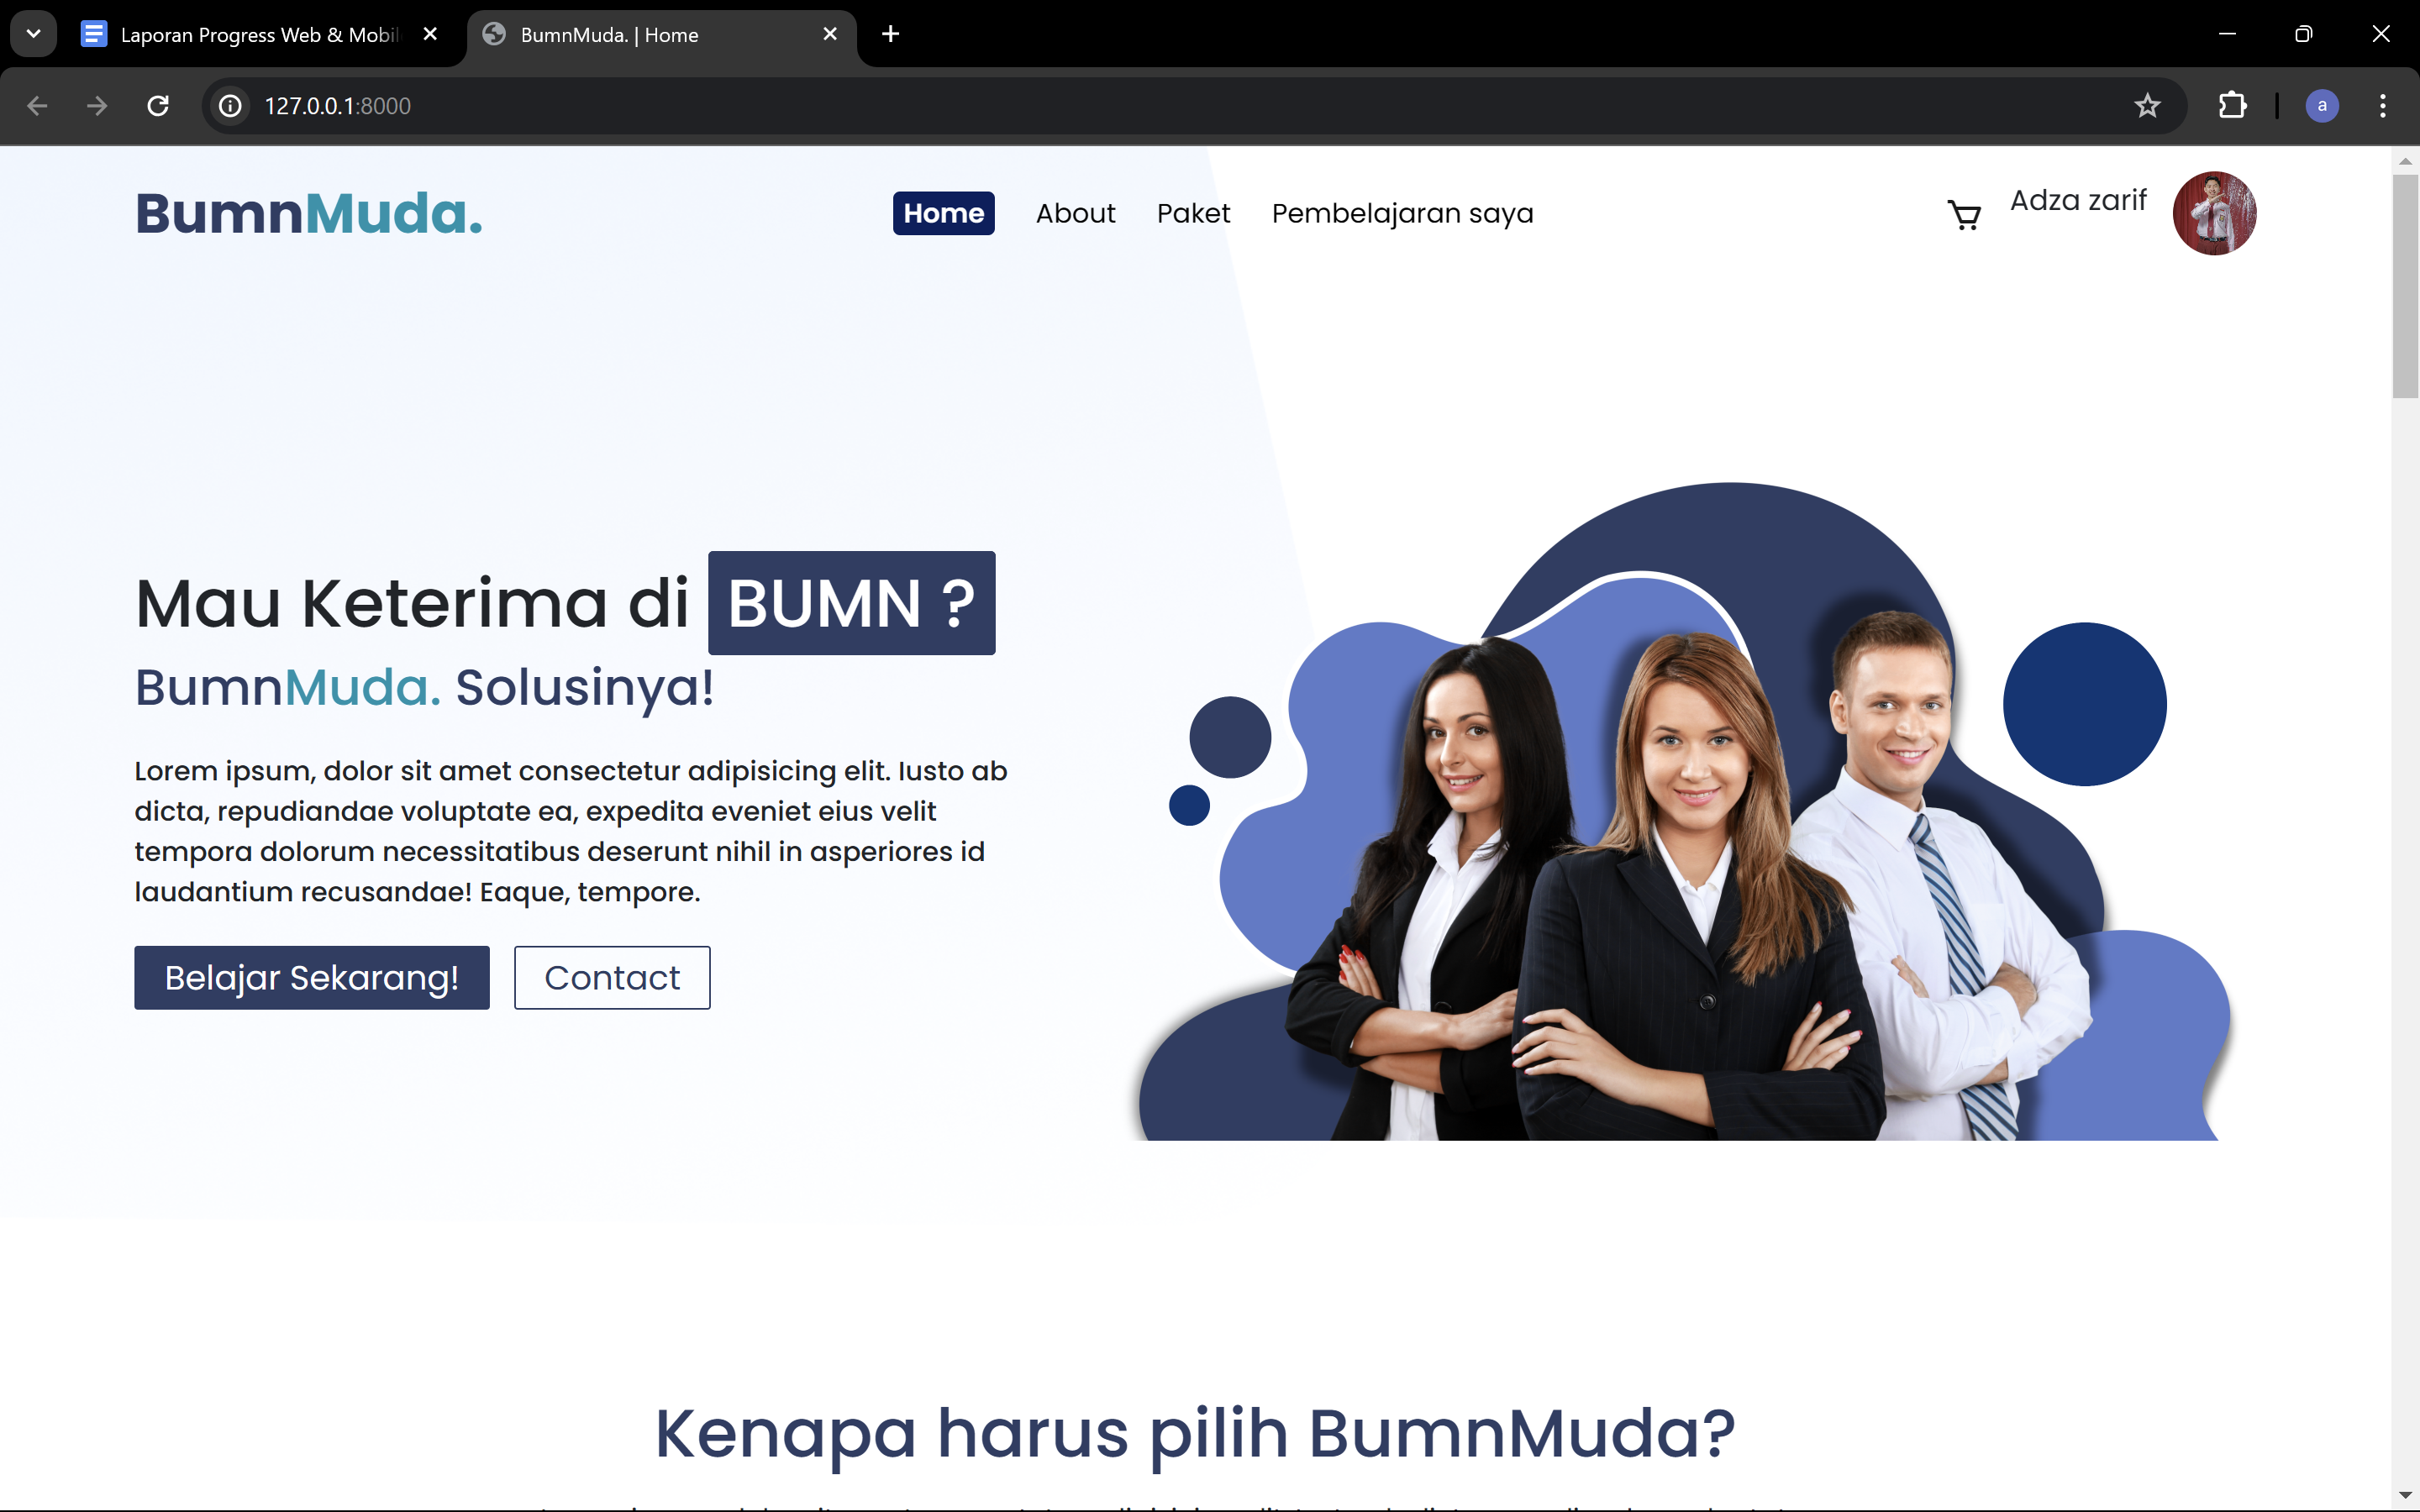 Laporan Progress Web & Mobil
BumnMuda. | Home
127.0.0.1:8000
a
BumnMuda.
Home
About
Paket
Pembelajaran saya
Adza zarif
Mau Keterima di BUMN ?
BumnMuda. Solusinya!
Lorem ipsum, dolor sit amet consectetur adipisicing elit. Iusto ab
dicta, repudiandae voluptate ea, expedita eveniet eius velit
tempora dolorum necessitatibus deserunt nihil in asperiores id
laudantium recusandae! Eaque, tempore.
Belajar Sekarang!
Contact
Kenapa harus pilih BumnMuda?